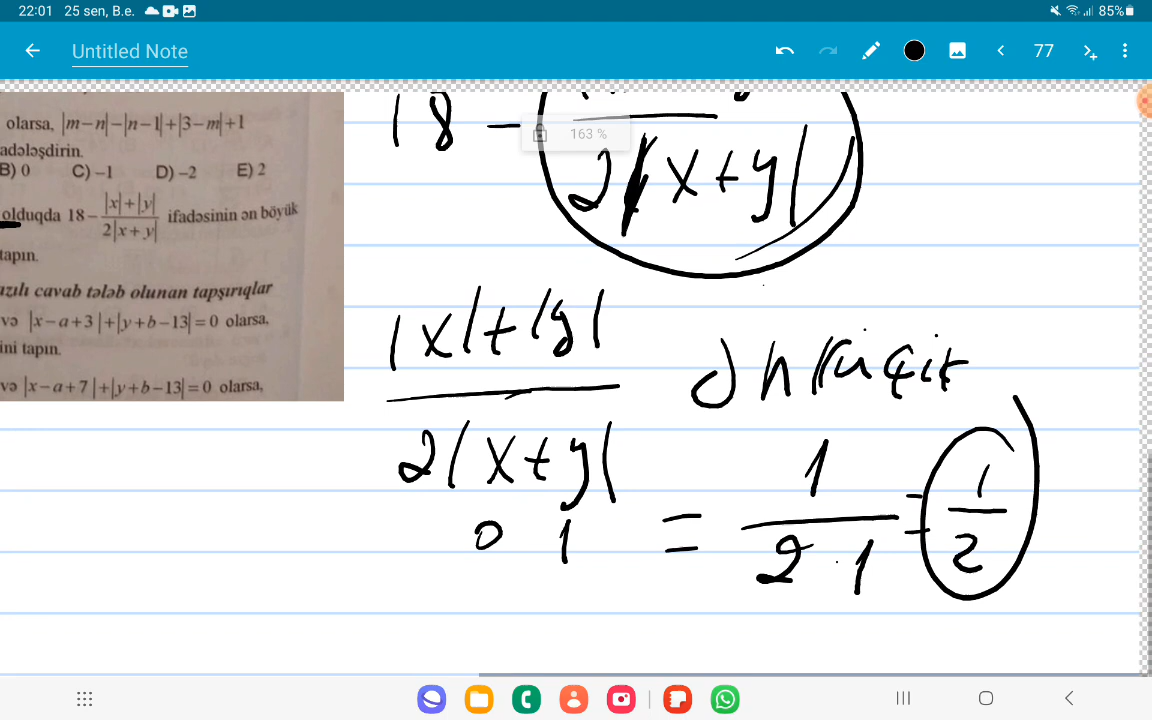 22:01 25 sen, B.e. 85%
Untitled Note
77
163 %
olarsa, |m−n|−|n−1|+|3−m|+1
adələşdirin.
B) 0 C) −1 D) −2 E) 2
olduqda 18 − |x|+|y| / 2|x+y| ifadəsinin ən böyük
tapın.
azılı cavab tələb olunan tapşırıqlar
və |x−a+3|+|y+b−13|=0 olarsa,
ini tapın.
və |x−a+7|+|y+b−13|=0 olarsa,
18 −
2|x+y|
|x|+|y|
2|x+y|
0 1
= 1 / 2·1 = 1/2